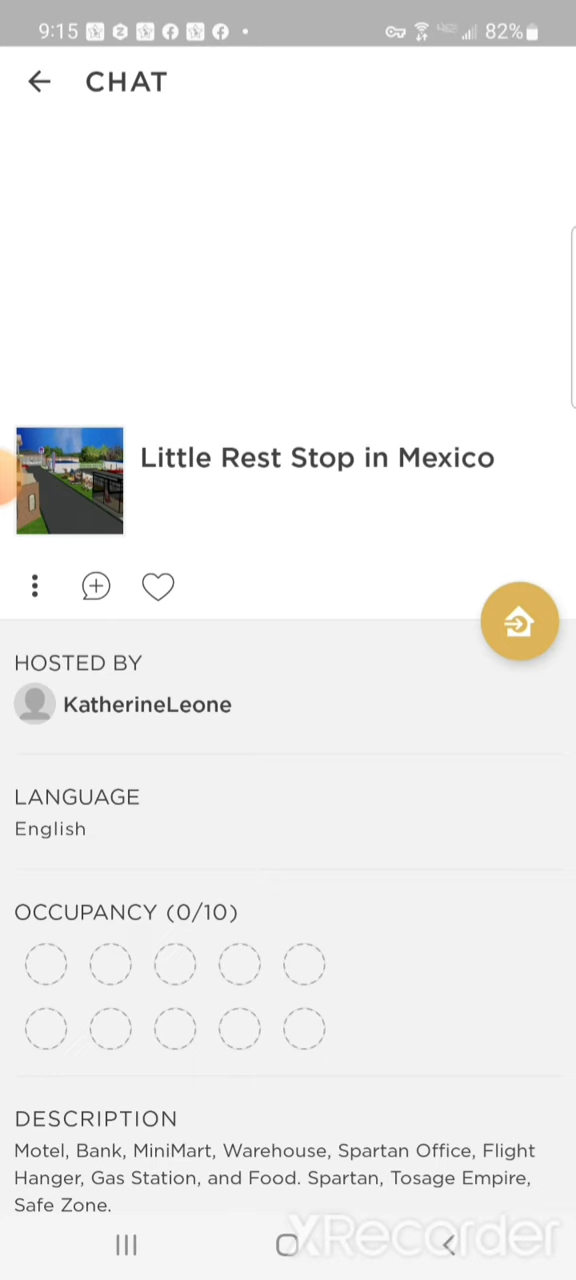 9:15
82%
CHAT
Little Rest Stop in Mexico
HOSTED BY
KatherineLeone
LANGUAGE
English
OCCUPANCY (0/10)
DESCRIPTION
Motel, Bank, MiniMart, Warehouse, Spartan Office, Flight
Hanger, Gas Station, and Food. Spartan, Tosage Empire,
Safe Zone.
XRecorder